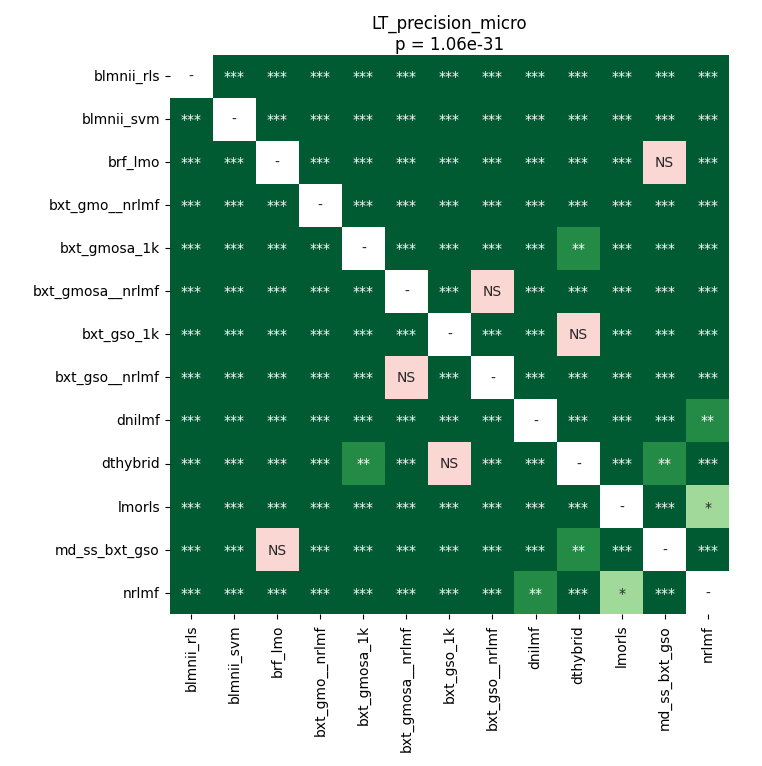 LT_precision_micro
p = 1.06e-31
blmnii_rls - *** *** *** *** *** *** *** *** *** *** *** ***
blmnii_svm *** - *** *** *** *** *** *** *** *** *** *** ***
brf_lmo *** *** - *** *** *** *** *** *** *** *** NS ***
bxt_gmo__nrlmf *** *** *** - *** *** *** *** *** *** *** *** ***
bxt_gmosa_1k *** *** *** *** - *** *** *** *** ** *** *** ***
bxt_gmosa__nrlmf *** *** *** *** *** - *** NS *** *** *** *** ***
bxt_gso_1k *** *** *** *** *** *** - *** *** NS *** *** ***
bxt_gso__nrlmf *** *** *** *** *** NS *** - *** *** *** *** ***
dnilmf *** *** *** *** *** *** *** *** - *** *** *** **
dthybrid *** *** *** *** ** *** NS *** *** - *** ** ***
lmorls *** *** *** *** *** *** *** *** *** *** - *** *
md_ss_bxt_gso *** *** NS *** *** *** *** *** *** ** *** - ***
nrlmf *** *** *** *** *** *** *** *** ** *** * *** -
blmnii_rls
blmnii_svm
brf_lmo
bxt_gmo__nrlmf
bxt_gmosa_1k
bxt_gmosa__nrlmf
bxt_gso_1k
bxt_gso__nrlmf
dnilmf
dthybrid
lmorls
md_ss_bxt_gso
nrlmf